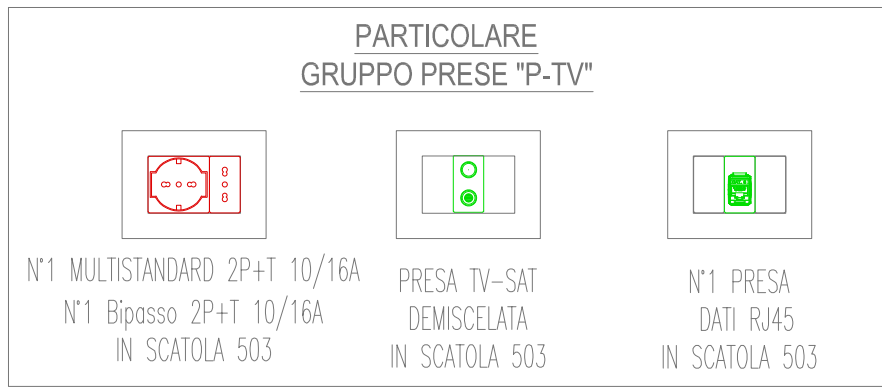 PARTICOLARE
GRUPPO PRESE "P-TV"
N°1 MULTISTANDARD 2P+T 10/16A
N°1 Bipasso 2P+T 10/16A
IN SCATOLA 503
PRESA TV-SAT
DEMISCELATA
IN SCATOLA 503
N°1 PRESA
DATI RJ45
IN SCATOLA 503